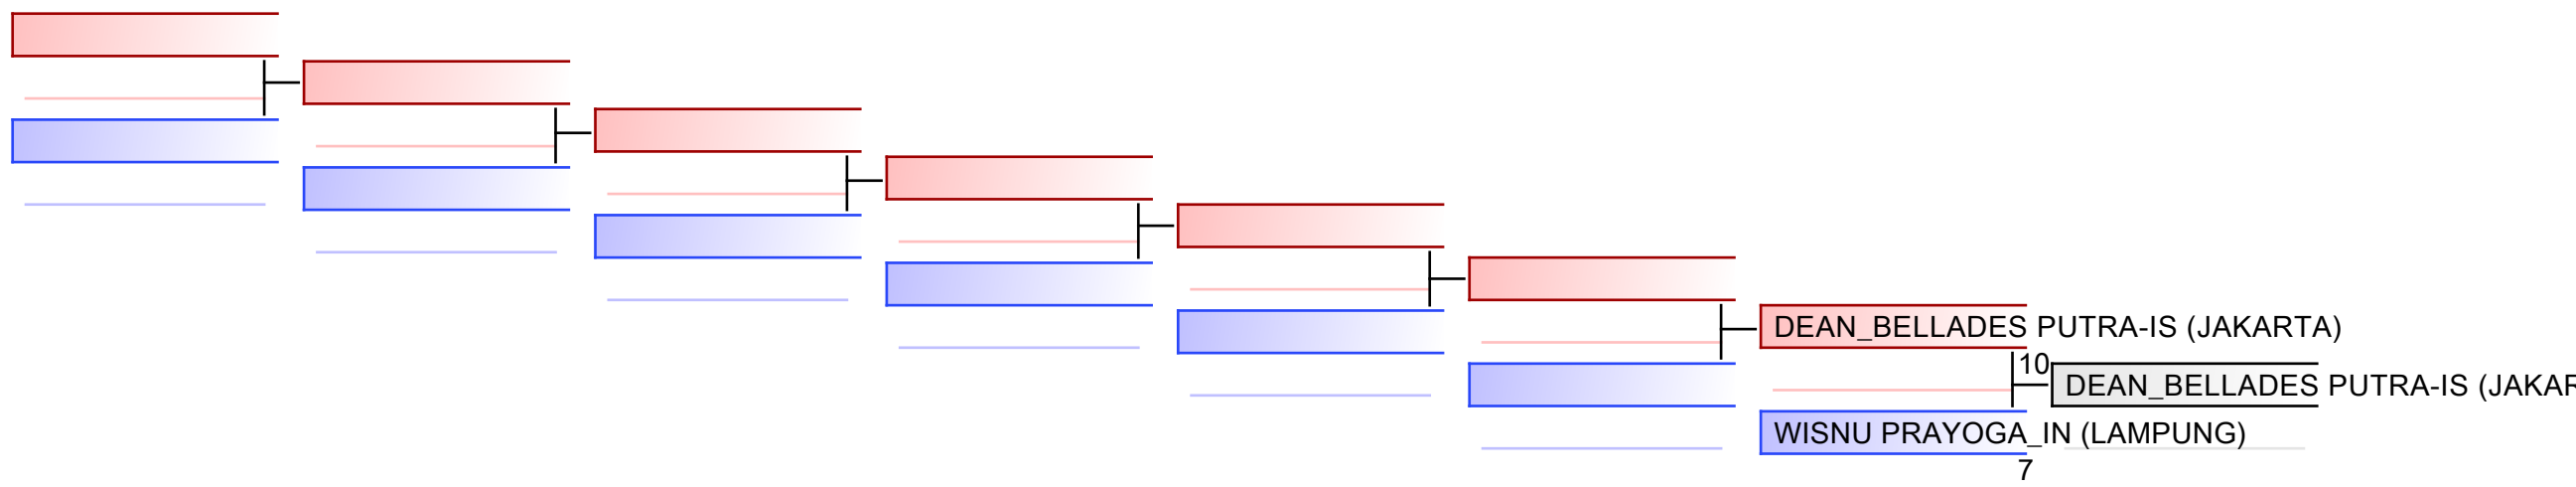 DEAN_BELLADES PUTRA-IS (JAKARTA)
10
DEAN_BELLADES PUTRA-IS (JAKAR
WISNU PRAYOGA_IN (LAMPUNG)
7